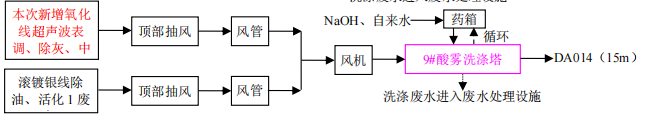 本次新增氧化
线超声波表
调、除灰、中
顶部抽风
风管
滚镀银线除
油、活化 1 废
顶部抽风
风管
风机
NaOH、自来水
药箱
循环
9#酸雾洗涤塔
DA014（15m）
洗涤废水进入废水处理设施